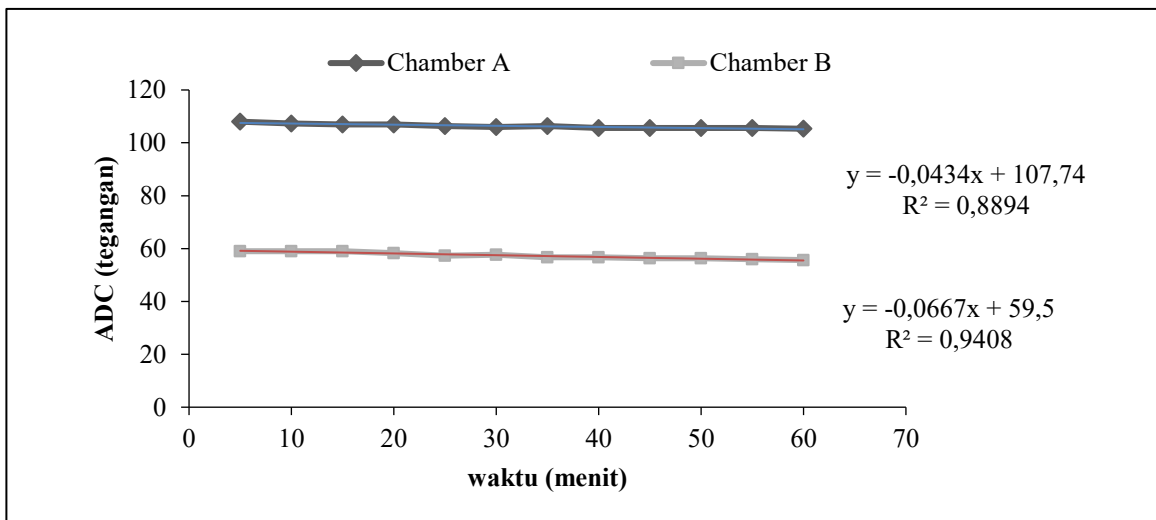 Chamber A Chamber B
120
100
80
60
40
20
0
ADC (tegangan)
y = -0,0434x + 107,74
R² = 0,8894
y = -0,0667x + 59,5
R² = 0,9408
0 10 20 30 40 50 60 70
waktu (menit)